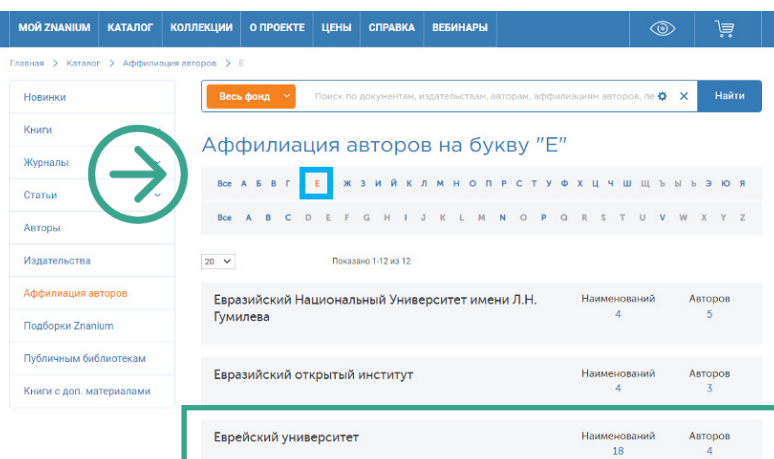 МОЙ ZNANIUM КАТАЛОГ КОЛЛЕКЦИИ О ПРОЕКТЕ ЦЕНЫ СПРАВКА ВЕБИНАРЫ
Главная > Каталог > Аффилиация авторов > Е
Новинки
Книги
Журналы
Статьи
Авторы
Издательства
Аффилиация авторов
Подборки Znanium
Публичным библиотекам
Книги с доп. материалами
Весь фонд Поиск по документам, издательствам, авторам, аффилиациям авторов, пе Найти
Аффилиация авторов на букву "Е"
Все А Б В Г Е Ж З И Й К Л М Н О П Р С Т У Ф Х Ц Ч Ш Щ Ъ Ы Ь Э Ю Я
Все A B C D E F G H I J K L M N O P Q R S T U V W X Y Z
20 Показано 1-12 из 12
Евразийский Национальный Университет имени Л.Н. Гумилева
Наименований Авторов
4 5
Евразийский открытый институт
Наименований Авторов
4 3
Еврейский университет
Наименований Авторов
18 4